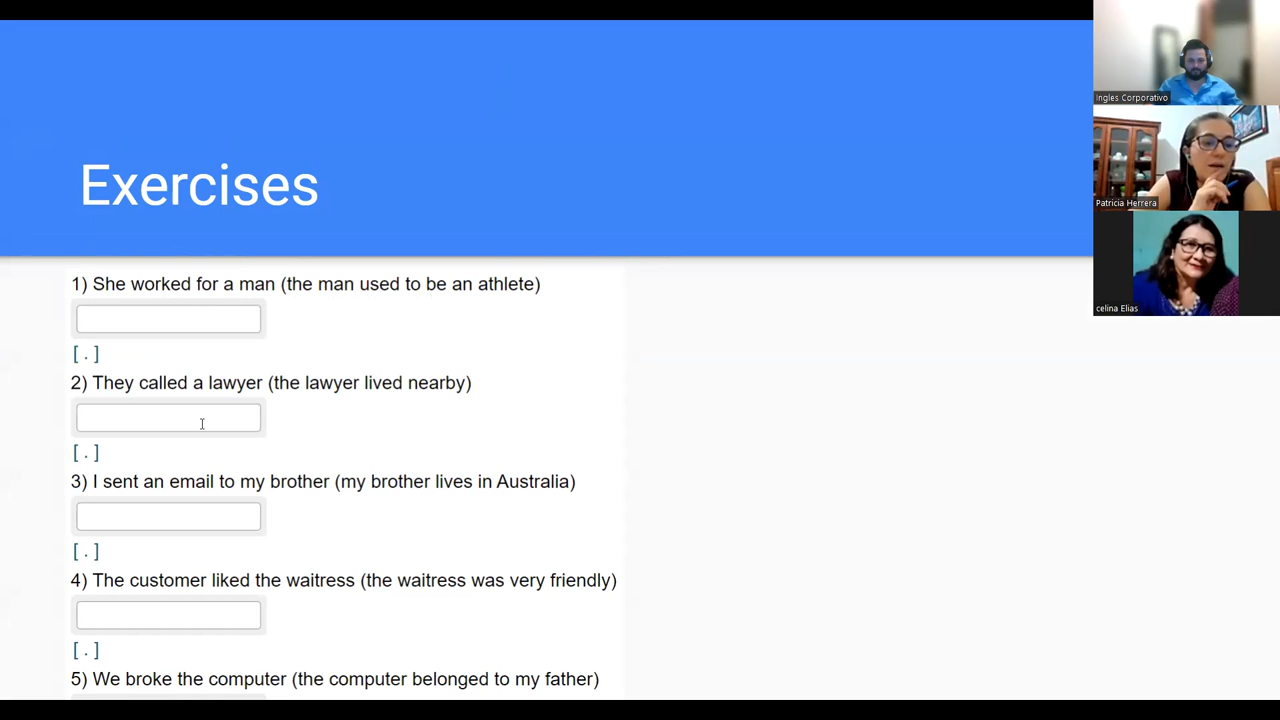 Exercises
1) She worked for a man (the man used to be an athlete)
[ . ]
2) They called a lawyer (the lawyer lived nearby)
[ . ]
3) I sent an email to my brother (my brother lives in Australia)
[ . ]
4) The customer liked the waitress (the waitress was very friendly)
[ . ]
5) We broke the computer (the computer belonged to my father)
Ingles Corporativo
Patricia Herrera
celina Elias